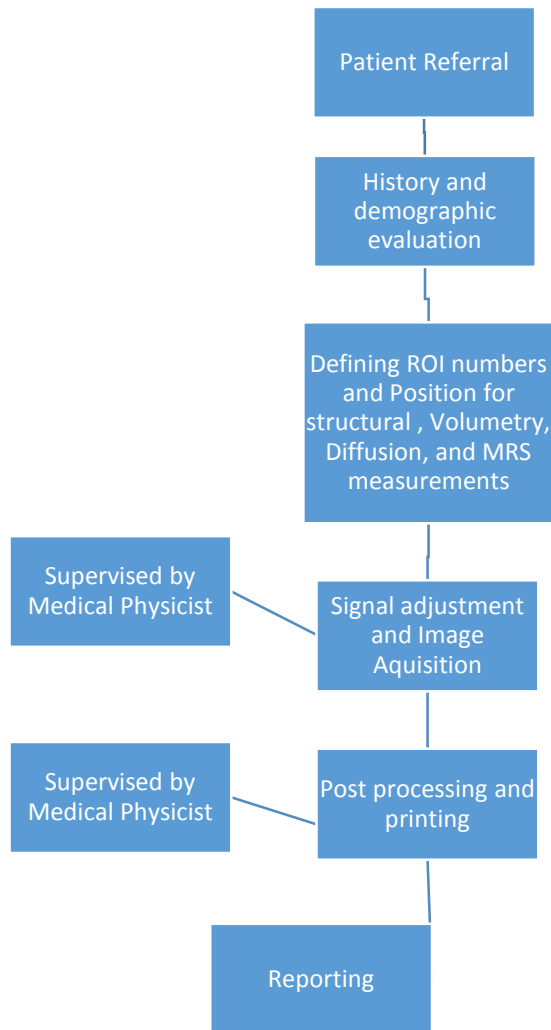 Patient Referral
History and
demographic
evaluation
Defining ROI numbers
and Position for
structural , Volumetry,
Diffusion, and MRS
measurements
Supervised by
Medical Physicist
Signal adjustment
and Image
Aquisition
Supervised by
Medical Physicist
Post processing and
printing
Reporting